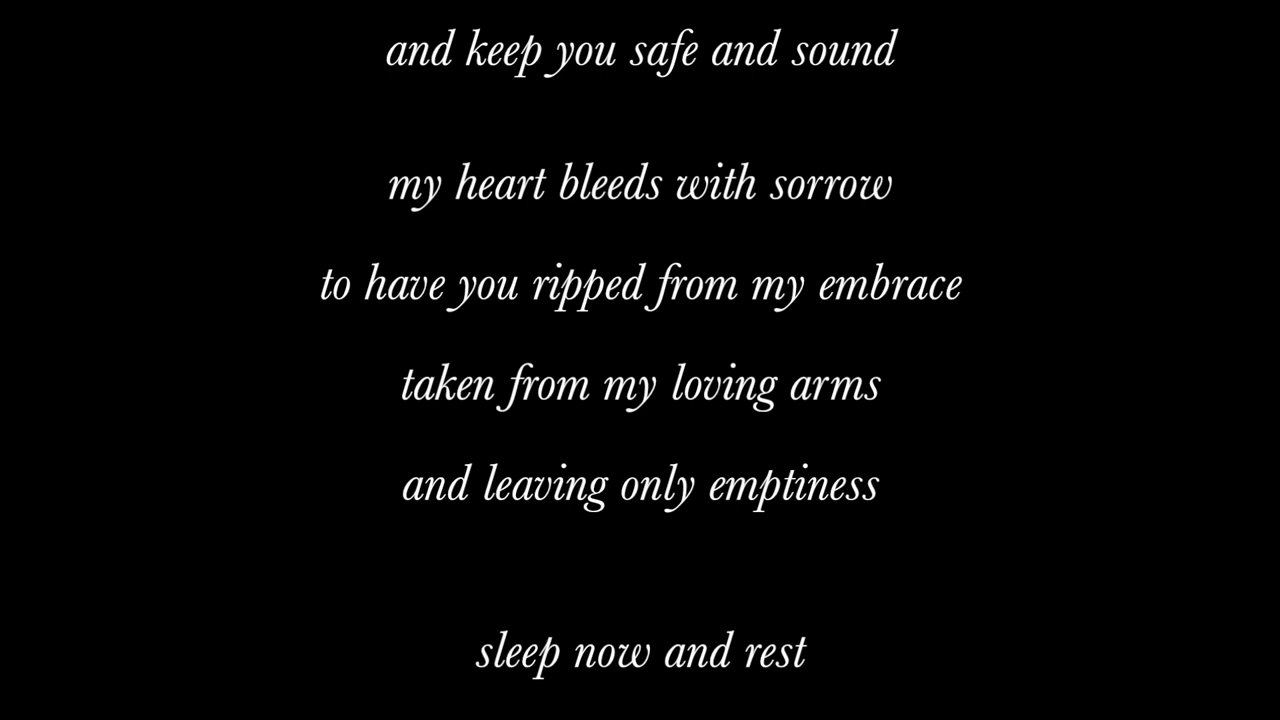 and keep you safe and sound
my heart bleeds with sorrow
to have you ripped from my embrace
taken from my loving arms
and leaving only emptiness
sleep now and rest